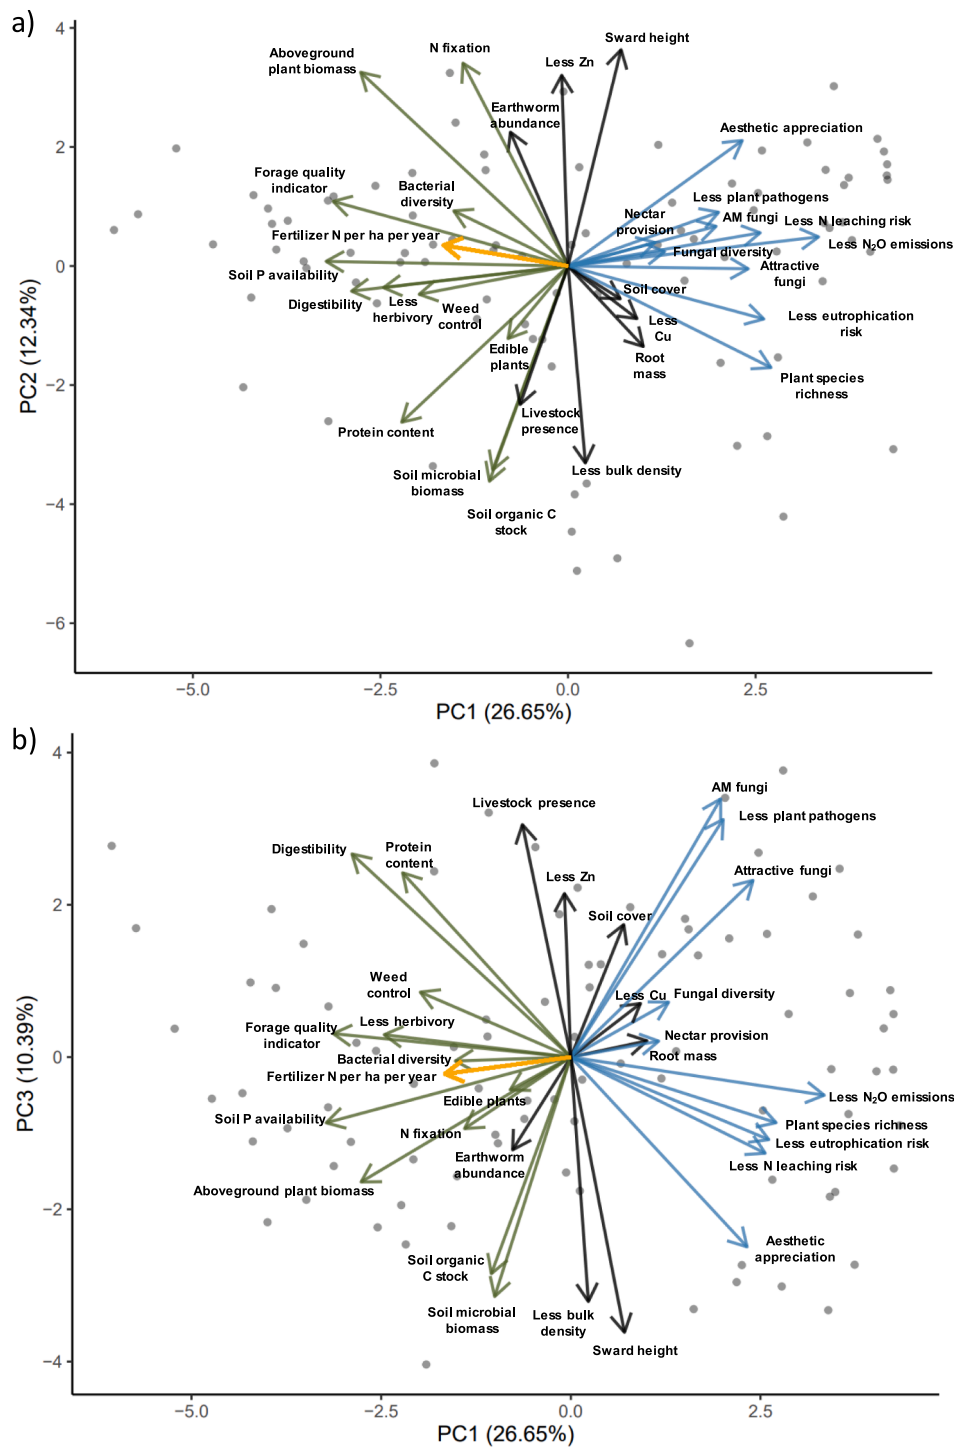 a)
4
2
0
−2
−4
−6
PC2 (12.34%)
Sward height
N fixation
Aboveground
plant biomass
Less Zn
Earthworm
abundance
Aesthetic appreciation
Forage quality
indicator
Bacterial
diversity
Less plant pathogens
Nectar
provision
AM fungi
Less N leaching risk
Fertilizer N per ha per year
Less N₂O emissions
Fungal diversity
Soil P availability
Attractive
fungi
Soil cover
Digestibility
Less
herbivory
Weed
control
Less
Cu
Less eutrophication
risk
Edible
plants
Root
mass
Plant species
richness
Livestock
presence
Protein content
Less bulk density
Soil microbial
biomass
Soil organic C
stock
−5.0
−2.5
0.0
2.5
PC1 (26.65%)
b)
4
2
0
−2
−4
PC3 (10.39%)
AM fungi
Livestock presence
Less plant pathogens
Digestibility
Protein
content
Attractive fungi
Less Zn
Soil cover
Weed
control
Less Cu
Fungal diversity
Forage quality
indicator
Less herbivory
Nectar provision
Root mass
Bacterial diversity
Fertilizer N per ha per year
Edible plants
Less N₂O emissions
Soil P availability
Plant species richness
N fixation
Less eutrophication risk
Earthworm
abundance
Less N leaching risk
Aboveground plant biomass
Aesthetic
appreciation
Soil organic
C stock
Soil microbial
biomass
Less bulk
density
Sward height
−5.0
−2.5
0.0
2.5
PC1 (26.65%)